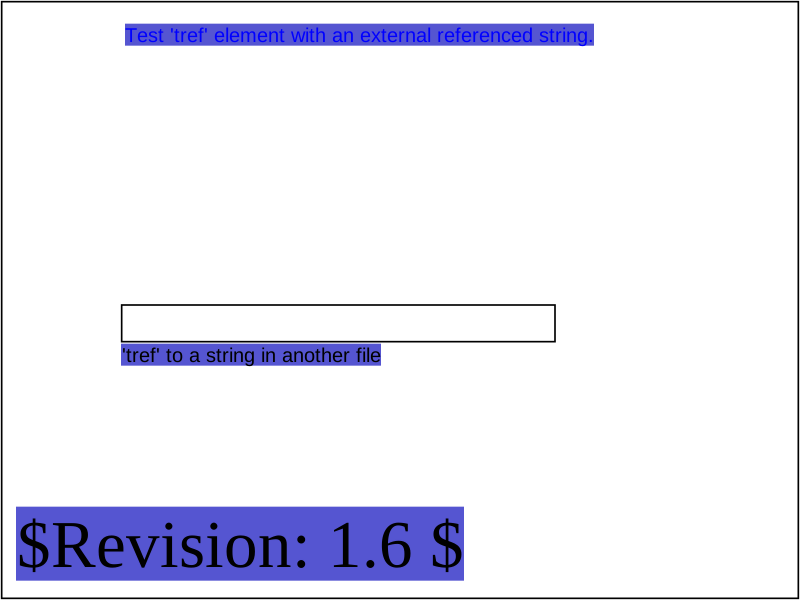 Test 'tref' element with an external referenced string.
'tref' to a string in another file
$Revision: 1.6 $